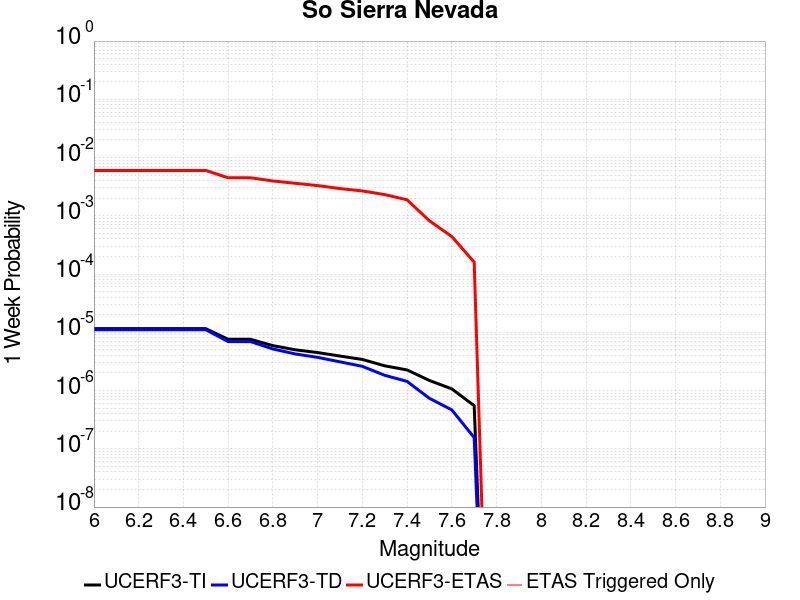 So Sierra Nevada
10^0
10^-1
10^-2
10^-3
10^-4
10^-5
10^-6
10^-7
10^-8
1 Week Probability
6 6.2 6.4 6.6 6.8 7 7.2 7.4 7.6 7.8 8 8.2 8.4 8.6 8.8 9
Magnitude
UCERF3-TI UCERF3-TD UCERF3-ETAS ETAS Triggered Only